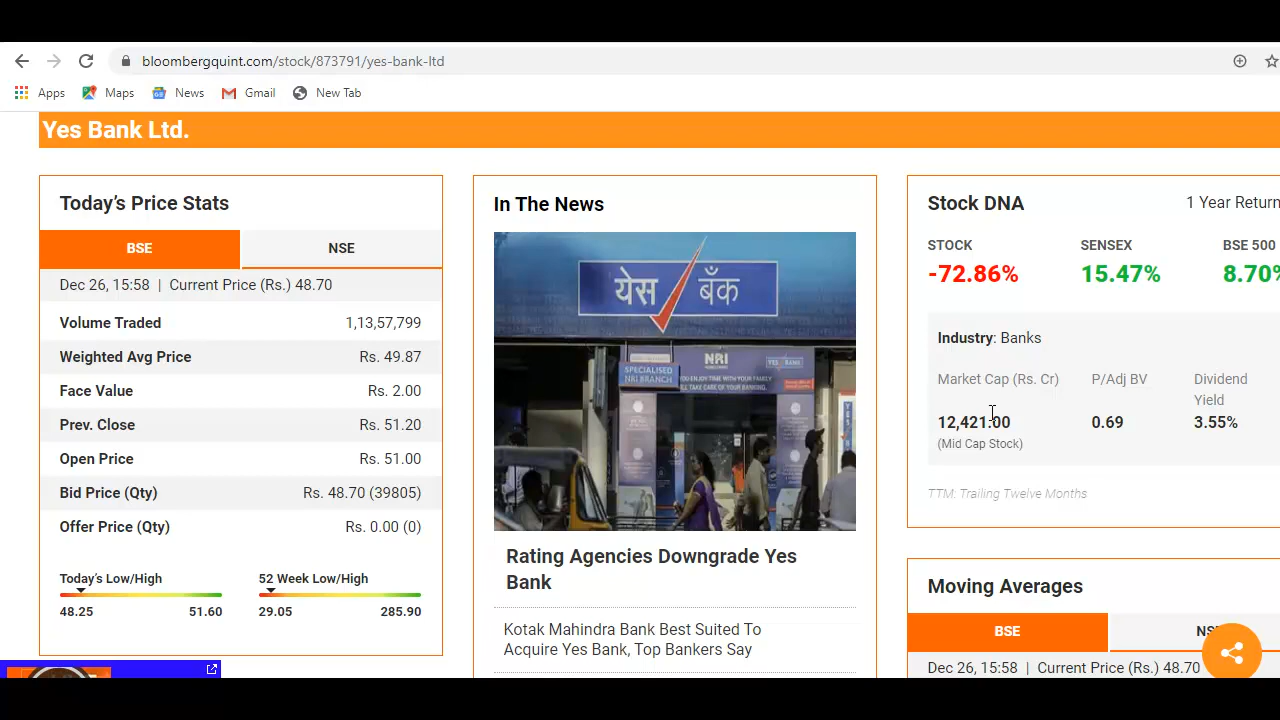 bloombergquint.com/stock/873791/yes-bank-ltd
Apps Maps News Gmail New Tab
Yes Bank Ltd.
Today's Price Stats
BSE NSE
Dec 26, 15:58 | Current Price (Rs.) 48.70
Volume Traded 1,13,57,799
Weighted Avg Price Rs. 49.87
Face Value Rs. 2.00
Prev. Close Rs. 51.20
Open Price Rs. 51.00
Bid Price (Qty) Rs. 48.70 (39805)
Offer Price (Qty) Rs. 0.00 (0)
Today's Low/High 52 Week Low/High
48.25 51.60 29.05 285.90
In The News
येस बँक
SPECIALISED
NRI BRANCH
NRI
YOU ENJOY TIME WITH YOUR FAMILY
Rating Agencies Downgrade Yes
Bank
Kotak Mahindra Bank Best Suited To
Acquire Yes Bank, Top Bankers Say
Stock DNA 1 Year Return
STOCK SENSEX BSE 500
-72.86% 15.47% 8.70%
Industry: Banks
Market Cap (Rs. Cr) P/Adj BV Dividend
Yield
12,421.00 0.69 3.55%
(Mid Cap Stock)
TTM: Trailing Twelve Months
Moving Averages
BSE NS
Dec 26, 15:58 | Current Price (Rs.) 48.70